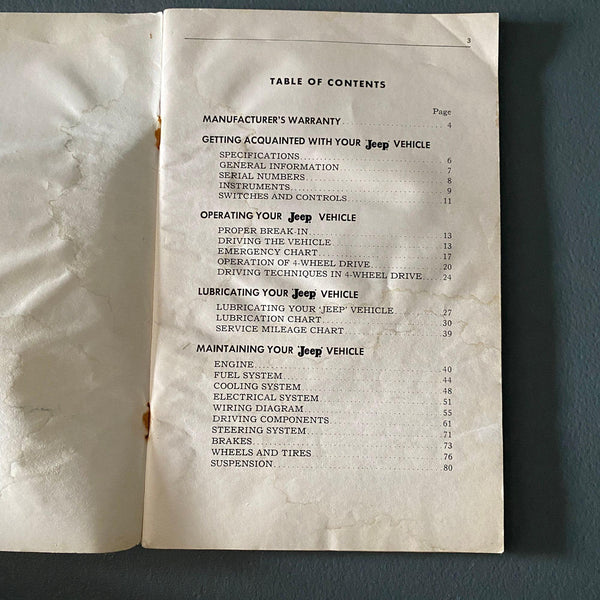 3
TABLE OF CONTENTS
Page
MANUFACTURER'S WARRANTY 4
GETTING ACQUAINTED WITH YOUR 'Jeep' VEHICLE
SPECIFICATIONS 6
GENERAL INFORMATION 7
SERIAL NUMBERS 8
INSTRUMENTS 9
SWITCHES AND CONTROLS 11
OPERATING YOUR 'Jeep' VEHICLE
PROPER BREAK-IN 13
DRIVING THE VEHICLE 13
EMERGENCY CHART 17
OPERATION OF 4-WHEEL DRIVE 20
DRIVING TECHNIQUES IN 4-WHEEL DRIVE 24
LUBRICATING YOUR 'Jeep' VEHICLE
LUBRICATING YOUR 'JEEP' VEHICLE 27
LUBRICATION CHART 30
SERVICE MILEAGE CHART 39
MAINTAINING YOUR 'Jeep' VEHICLE
ENGINE 40
FUEL SYSTEM 44
COOLING SYSTEM 48
ELECTRICAL SYSTEM 51
WIRING DIAGRAM 55
DRIVING COMPONENTS 61
STEERING SYSTEM 71
BRAKES 73
WHEELS AND TIRES 76
SUSPENSION 80